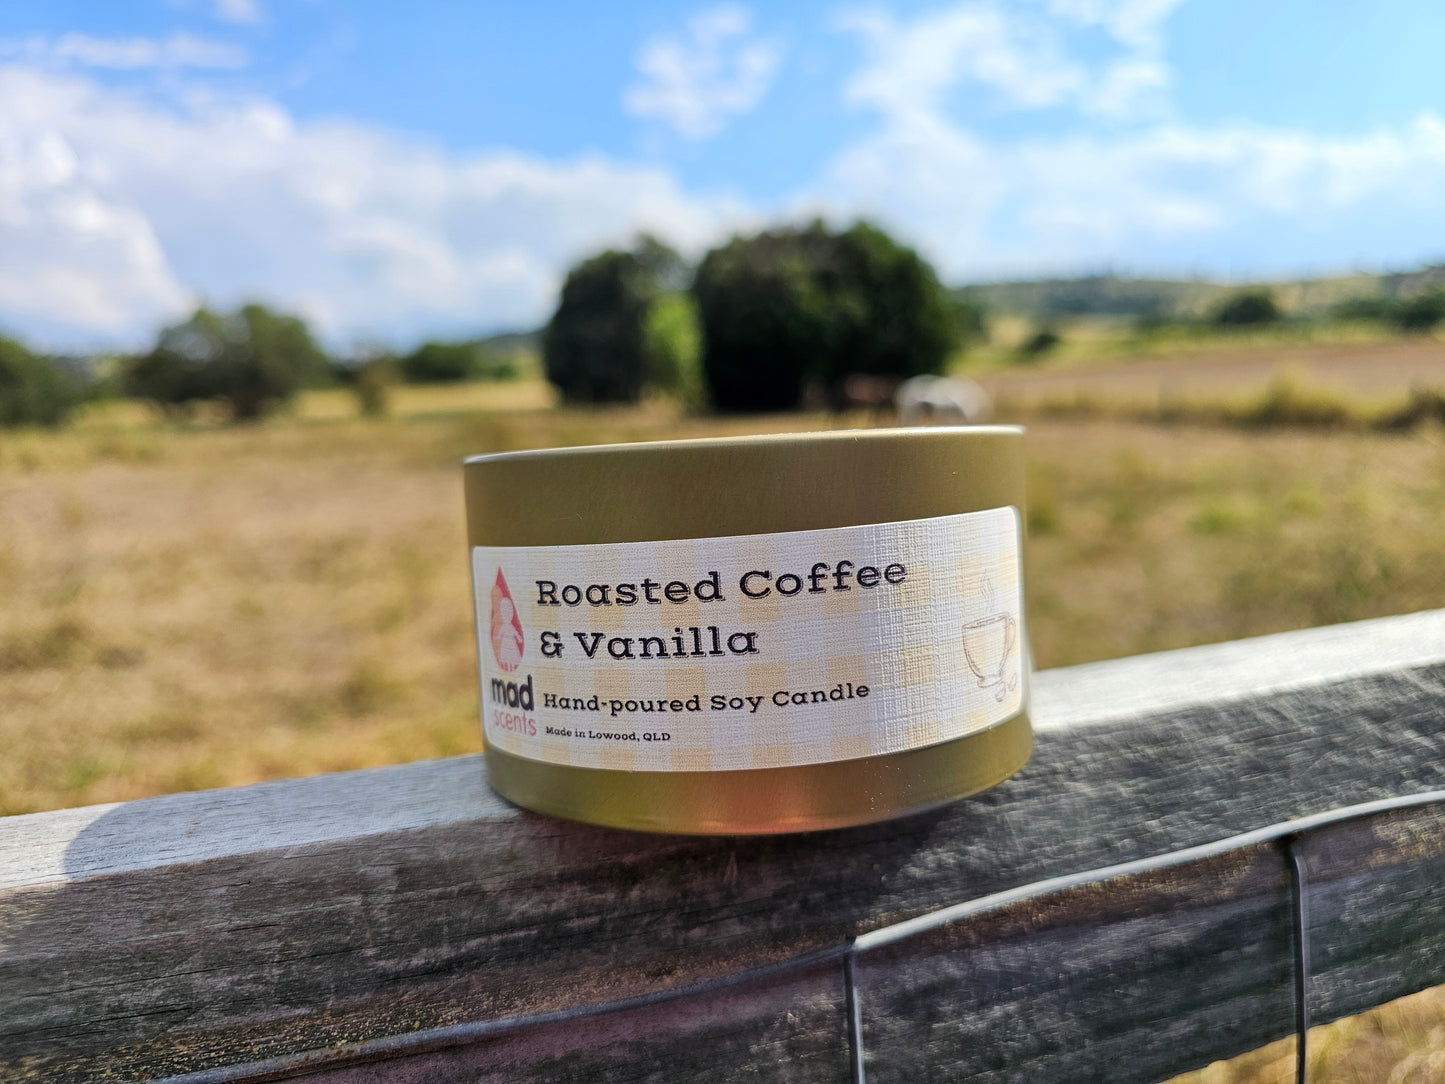 Roasted Coffee
& Vanilla
Hand-poured Soy Candle
Made in Lowood, QLD
mad
scents